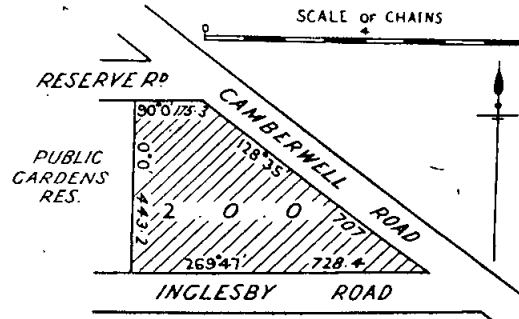 SCALE OF CHAINS
0
4
RESERVE RD
CAMBERWELL ROAD
90°0' 175·3
128°35'
707
PUBLIC
GARDENS
RES.
0°0'
443·2
2 0 0
269°47' 728·4
INGLESBY ROAD